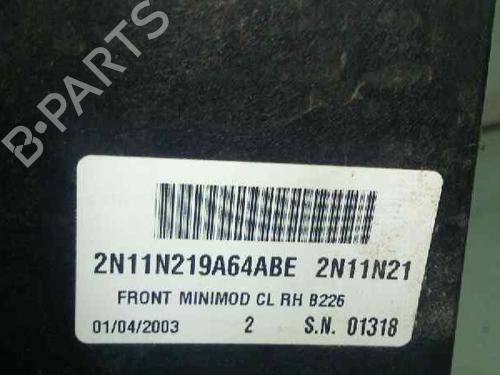 B-PARTS
2N11N219A64ABE 2N11N21
FRONT MINIMOD CL RH B226
01/04/2003 2 S.N. 01318